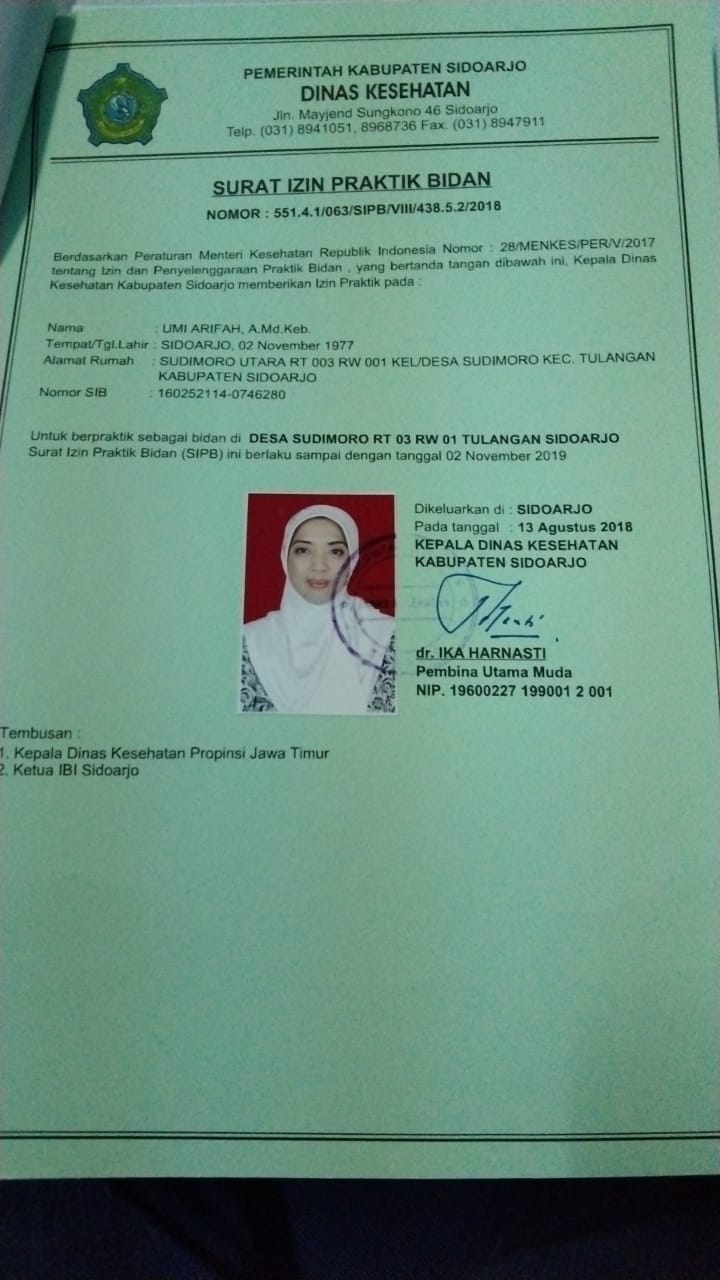 PEMERINTAH KABUPATEN SIDOARJO
DINAS KESEHATAN
Jln. Mayjend Sungkono 46 Sidoarjo
Telp. (031) 8941051, 8968736 Fax. (031) 8947911
SURAT IZIN PRAKTIK BIDAN
NOMOR : 551.4.1/063/SIPB/VIII/438.5.2/2018
Berdasarkan Peraturan Menteri Kesehatan Republik Indonesia Nomor : 28/MENKES/PER/V/2017
tentang Izin dan Penyelenggaraan Praktik Bidan , yang bertanda tangan dibawah ini, Kepala Dinas
Kesehatan Kabupaten Sidoarjo memberikan Izin Praktik pada :
Nama : UMI ARIFAH, A.Md.Keb.
Tempat/Tgl.Lahir : SIDOARJO, 02 November 1977
Alamat Rumah : SUDIMORO UTARA RT 003 RW 001 KEL/DESA SUDIMORO KEC. TULANGAN
KABUPATEN SIDOARJO
Nomor SIB : 160252114-0746280
Untuk berpraktik sebagai bidan di DESA SUDIMORO RT 03 RW 01 TULANGAN SIDOARJO
Surat Izin Praktik Bidan (SIPB) ini berlaku sampai dengan tanggal 02 November 2019
Dikeluarkan di : SIDOARJO
Pada tanggal : 13 Agustus 2018
KEPALA DINAS KESEHATAN
KABUPATEN SIDOARJO
dr. IKA HARNASTI
Pembina Utama Muda
NIP. 19600227 199001 2 001
Tembusan :
1. Kepala Dinas Kesehatan Propinsi Jawa Timur
2. Ketua IBI Sidoarjo